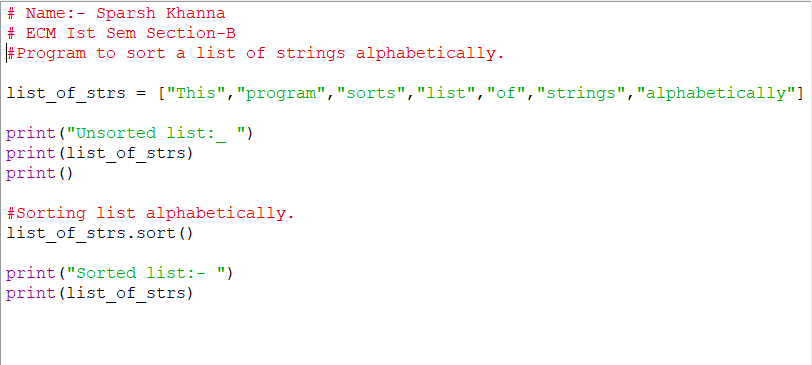 # Name:- Sparsh Khanna
# ECM Ist Sem Section-B
#Program to sort a list of strings alphabetically.
list_of_strs = ["This","program","sorts","list","of","strings","alphabetically"]
print("Unsorted list:_ ")
print(list_of_strs)
print()
#Sorting list alphabetically.
list_of_strs.sort()
print("Sorted list:- ")
print(list_of_strs)